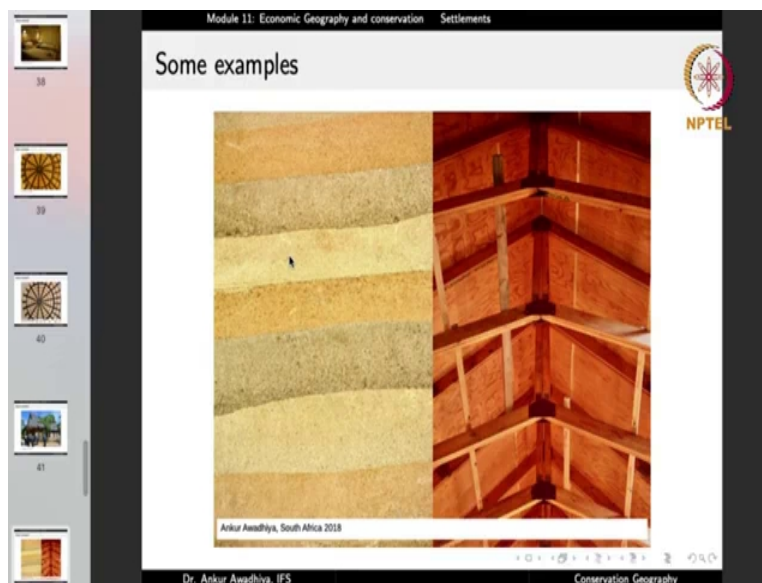 Module 11: Economic Geography and conservation Settlements
Some examples
NPTEL
38
39
40
41
Ankur Awadhiya, South Africa 2018
Dr. Ankur Awadhiya, IFS Conservation Geography